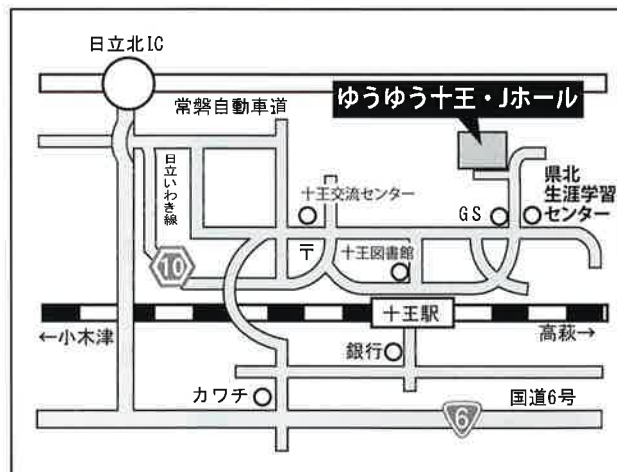 日立北IC
常磐自動車道
ゆうゆう十王・Jホール
日立いわき線
十王交流センター
県北
生涯学習
センター
GS
〒
十王図書館
10
十王駅
←小木津
高萩→
銀行
カワチ
国道6号
6